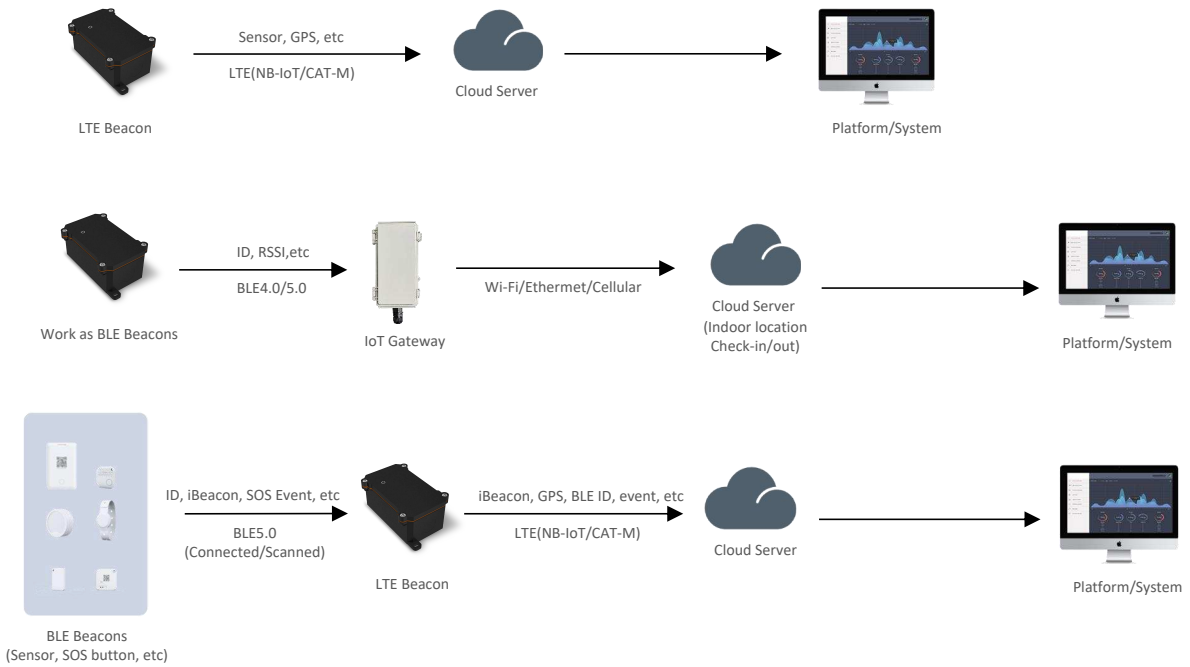 Sensor, GPS, etc
LTE(NB-IoT/CAT-M)
Cloud Server
LTE Beacon
Platform/System
ID, RSSI,etc
BLE4.0/5.0
Wi-Fi/Ethermet/Cellular
Work as BLE Beacons
IoT Gateway
Cloud Server
(Indoor location
Check-in/out)
Platform/System
ID, iBeacon, SOS Event, etc
BLE5.0
(Connected/Scanned)
iBeacon, GPS, BLE ID, event, etc
LTE(NB-IoT/CAT-M)
Cloud Server
LTE Beacon
Platform/System
BLE Beacons
(Sensor, SOS button, etc)